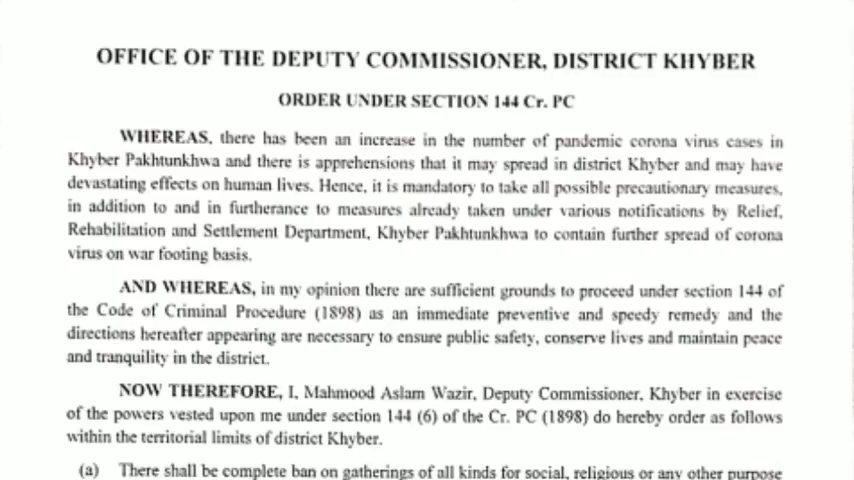 OFFICE OF THE DEPUTY COMMISSIONER, DISTRICT KHYBER
ORDER UNDER SECTION 144 Cr. PC
WHEREAS, there has been an increase in the number of pandemic corona virus cases in
Khyber Pakhtunkhwa and there is apprehensions that it may spread in district Khyber and may have
devastating effects on human lives. Hence, it is mandatory to take all possible precautionary measures,
in addition to and in furtherance to measures already taken under various notifications by Relief,
Rehabilitation and Settlement Department, Khyber Pakhtunkhwa to contain further spread of corona
virus on war footing basis.
AND WHEREAS, in my opinion there are sufficient grounds to proceed under section 144 of
the Code of Criminal Procedure (1898) as an immediate preventive and speedy remedy and the
directions hereafter appearing are necessary to ensure public safety, conserve lives and maintain peace
and tranquility in the district.
NOW THEREFORE, I, Mahmood Aslam Wazir, Deputy Commissioner, Khyber in exercise
of the powers vested upon me under section 144 (6) of the Cr. PC (1898) do hereby order as follows
within the territorial limits of district Khyber.
(a) There shall be complete ban on gatherings of all kinds for social, religious or any other purpose